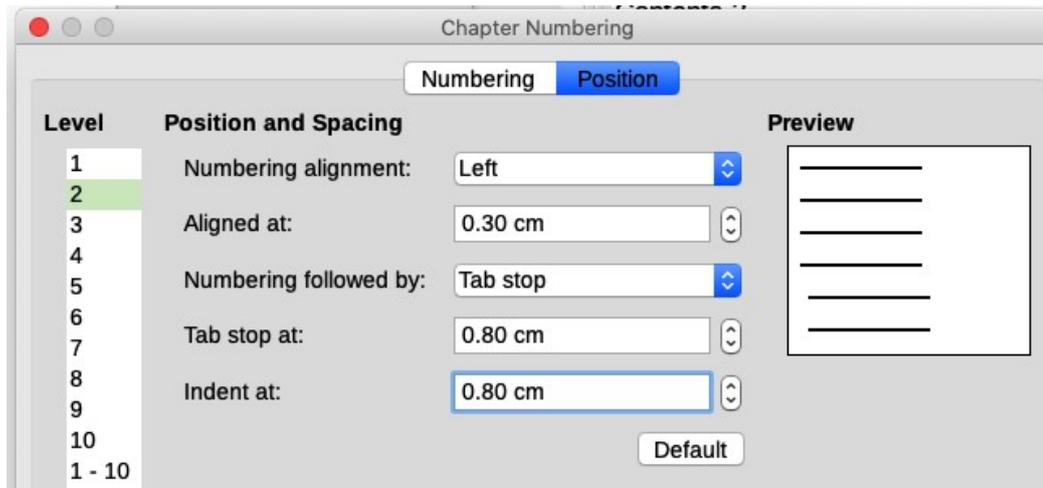 Chapter Numbering
Numbering Position
Level
1
2
3
4
5
6
7
8
9
10
1 - 10
Position and Spacing
Numbering alignment: Left
Aligned at: 0.30 cm
Numbering followed by: Tab stop
Tab stop at: 0.80 cm
Indent at: 0.80 cm
Default
Preview